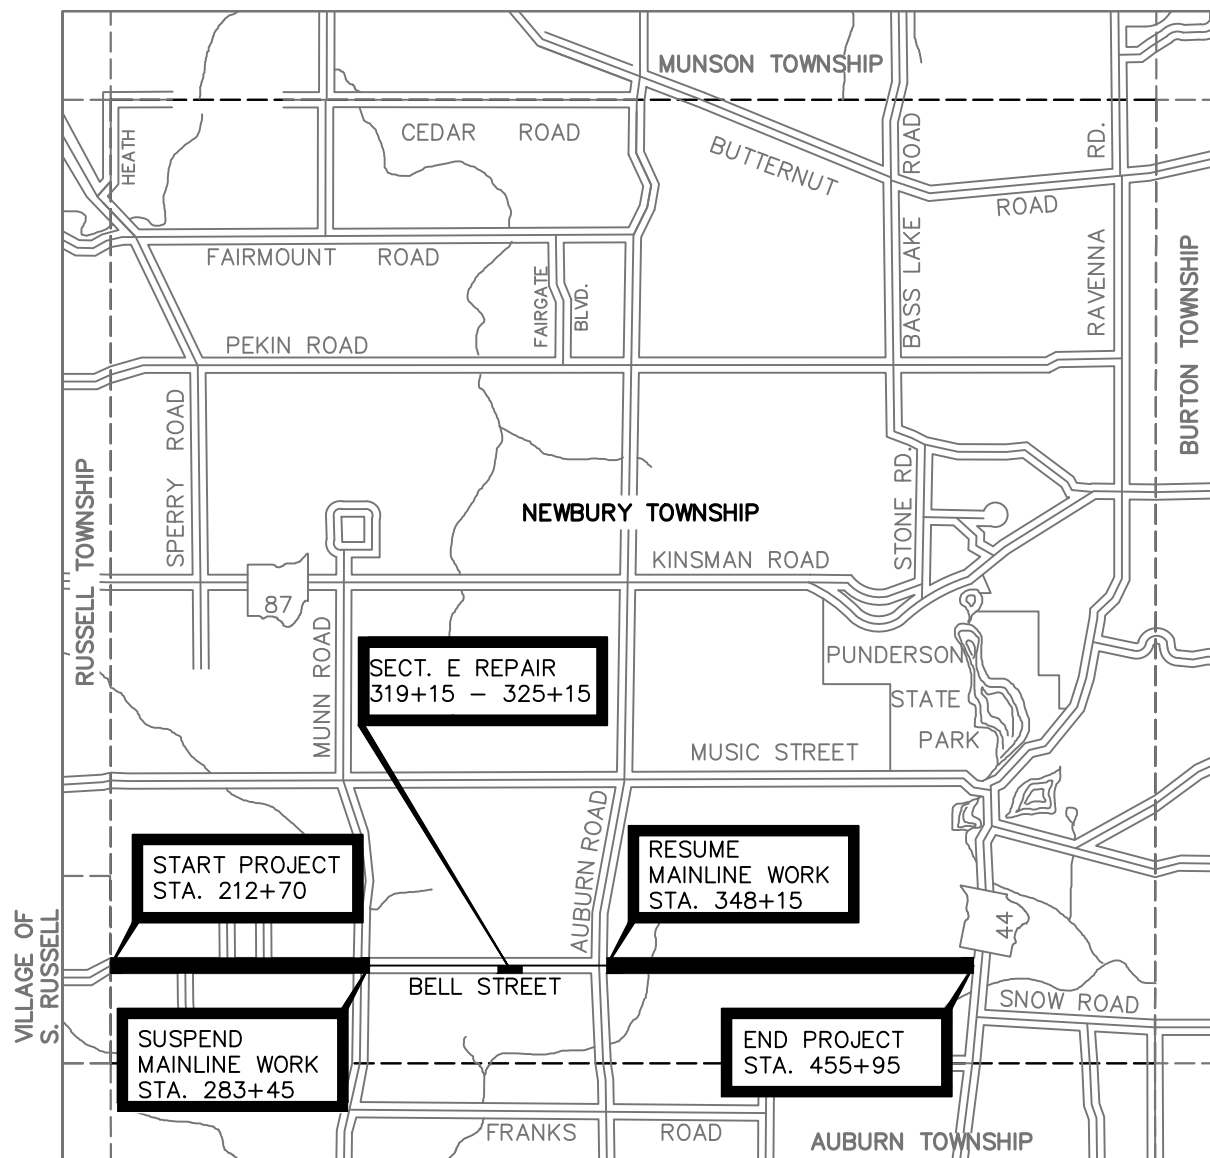 MUNSON TOWNSHIP
CEDAR ROAD
HEATH
BUTTERNUT
ROAD
BASS LAKE ROAD
RAVENNA RD.
FAIRMOUNT ROAD
FAIRGATE
BLVD.
BURTON TOWNSHIP
PEKIN ROAD
SPERRY ROAD
RUSSELL TOWNSHIP
NEWBURY TOWNSHIP
STONE RD.
KINSMAN ROAD
87
MUNN ROAD
SECT. E REPAIR
319+15 – 325+15
PUNDERSON
STATE
PARK
MUSIC STREET
AUBURN ROAD
START PROJECT
STA. 212+70
RESUME
MAINLINE WORK
STA. 348+15
44
VILLAGE OF
S. RUSSELL
BELL STREET
SNOW ROAD
SUSPEND
MAINLINE WORK
STA. 283+45
END PROJECT
STA. 455+95
FRANKS ROAD
AUBURN TOWNSHIP